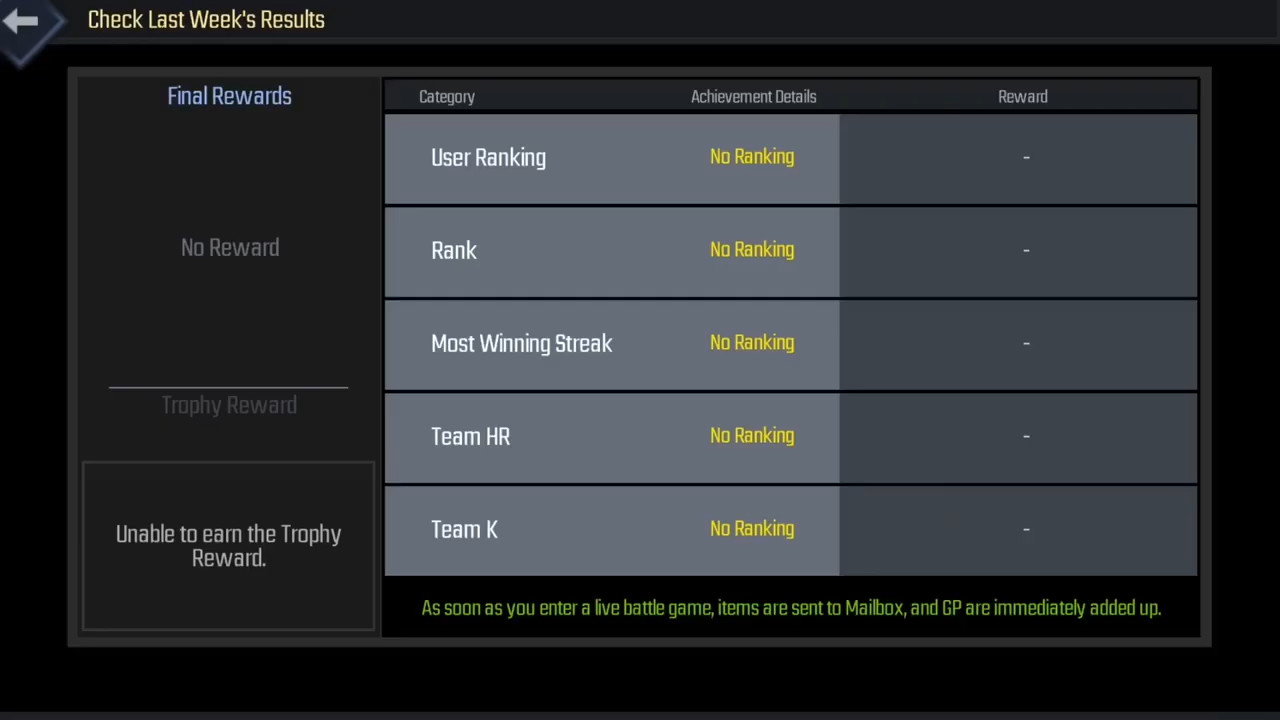 Check Last Week's Results
Final Rewards
No Reward
Trophy Reward
Unable to earn the Trophy
Reward.
Category Achievement Details Reward
User Ranking No Ranking -
Rank No Ranking -
Most Winning Streak No Ranking -
Team HR No Ranking -
Team K No Ranking -
As soon as you enter a live battle game, items are sent to Mailbox, and GP are immediately added up.